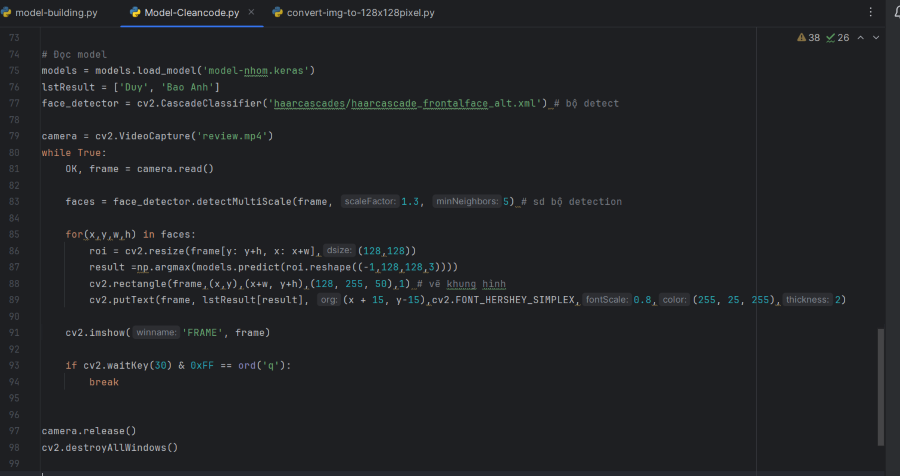 model-building.py Model-Cleancode.py × convert-img-to-128x128pixel.py
38 26
73
74 # Đọc model
75 models = models.load_model('model-nhom.keras')
76 lstResult = ['Duy', 'Bao Anh']
77 face_detector = cv2.CascadeClassifier('haarcascades/haarcascade_frontalface_alt.xml') # bộ detect
78
79 camera = cv2.VideoCapture('review.mp4')
80 while True:
81 OK, frame = camera.read()
82
83 faces = face_detector.detectMultiScale(frame, scaleFactor: 1.3, minNeighbors: 5) # sd bộ detection
84
85 for(x,y,w,h) in faces:
86 roi = cv2.resize(frame[y: y+h, x: x+w], dsize: (128,128))
87 result =np.argmax(models.predict(roi.reshape((-1,128,128,3))))
88 cv2.rectangle(frame,(x,y),(x+w, y+h),(128, 255, 50),1) # vẽ khung hình
89 cv2.putText(frame, lstResult[result], org: (x + 15, y-15),cv2.FONT_HERSHEY_SIMPLEX, fontScale: 0.8, color: (255, 25, 255), thickness: 2)
90
91 cv2.imshow( winname: 'FRAME', frame)
92
93 if cv2.waitKey(30) & 0xFF == ord('q'):
94 break
95
96
97 camera.release()
98 cv2.destroyAllWindows()
99